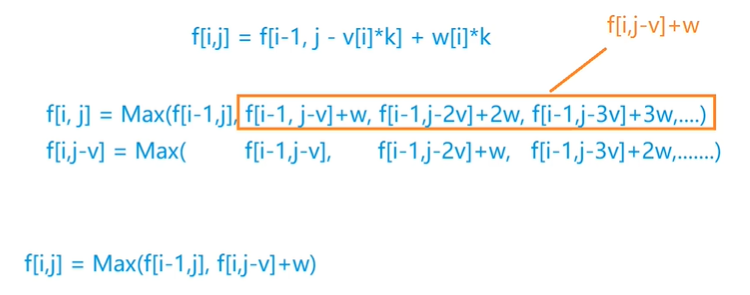 f[i,j-v]+w
f[i,j] = f[i-1, j - v[i]*k] + w[i]*k
f[i, j] = Max(f[i-1,j], f[i-1, j-v]+w, f[i-1,j-2v]+2w, f[i-1,j-3v]+3w,....)
f[i,j-v] = Max( f[i-1,j-v], f[i-1,j-2v]+w, f[i-1,j-3v]+2w,.......)
f[i,j] = Max(f[i-1,j], f[i,j-v]+w)